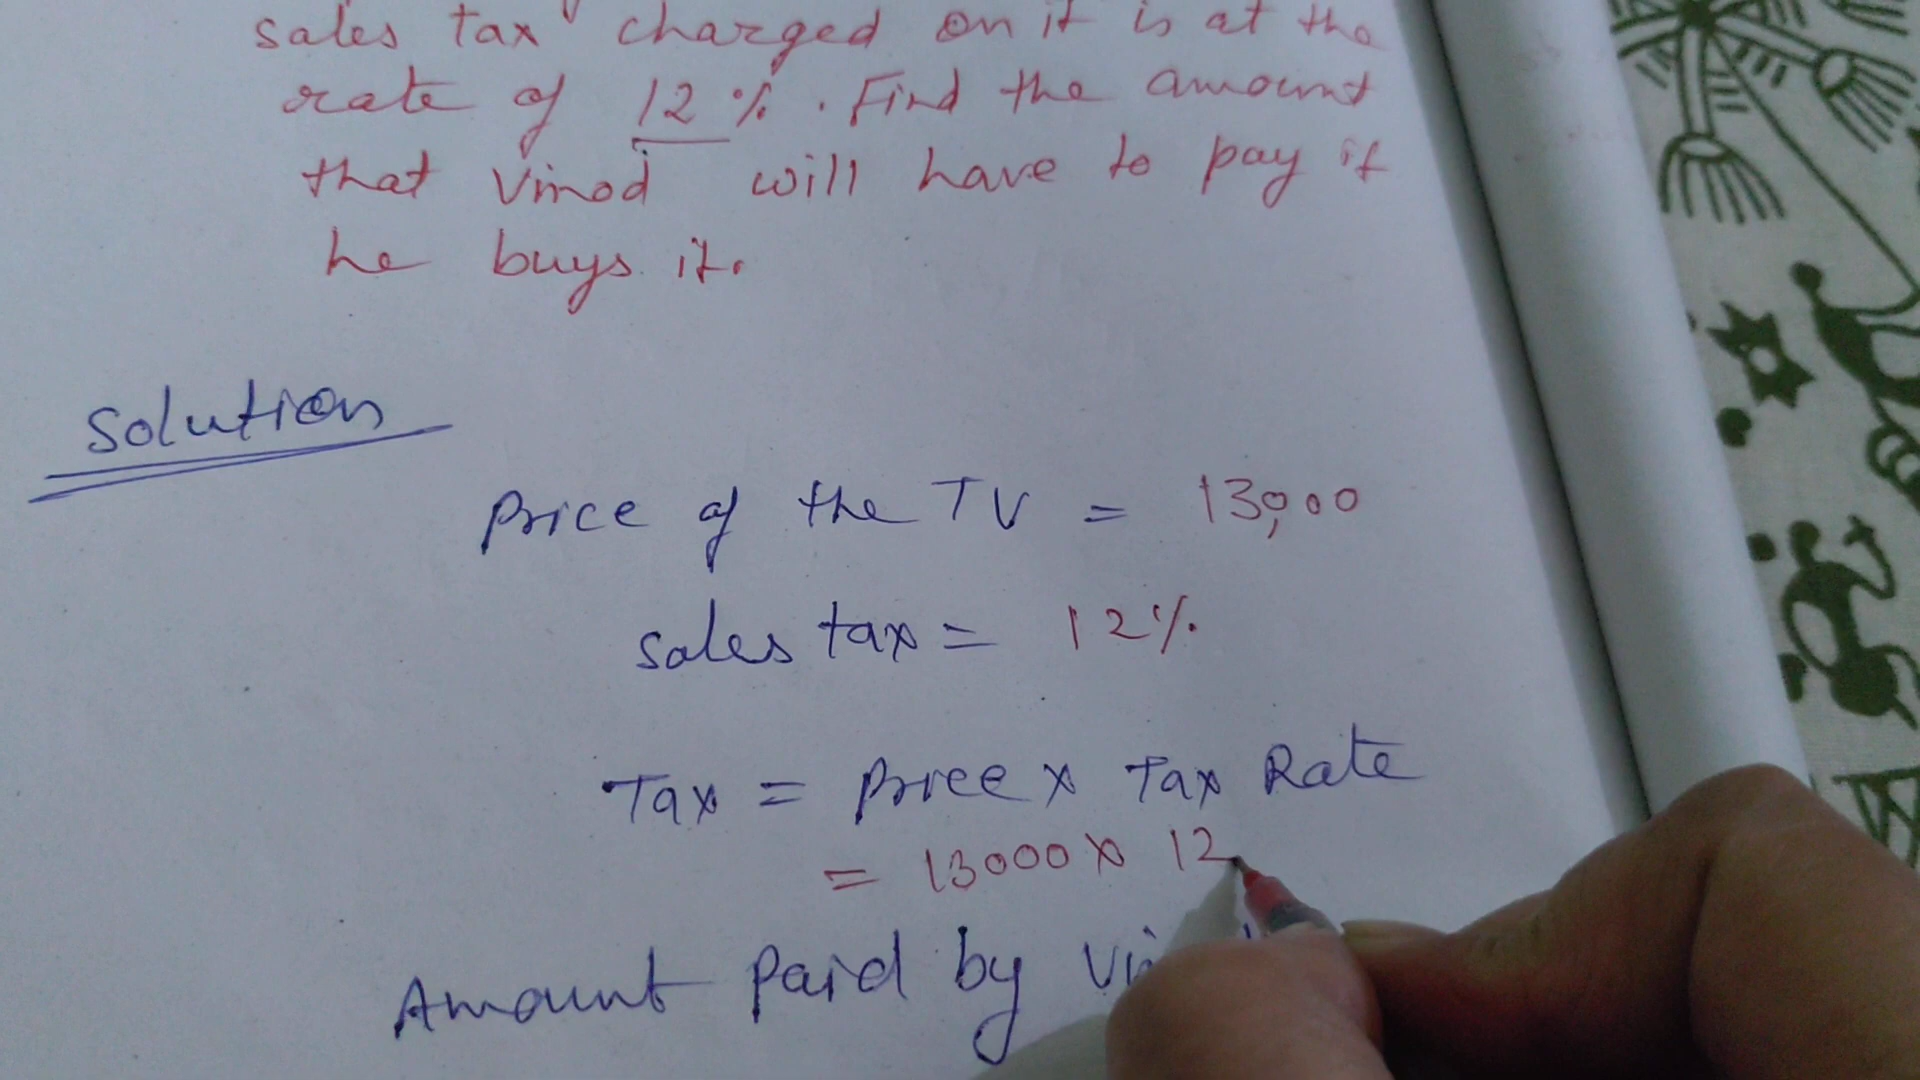 sales tax charged on it is at the
rate of 12%. Find the amount
that Vinod will have to pay if
he buys it.
Solution
Price of the TV = 13,000
Sales tax = 12%
Tax = Price x Tax Rate
= 13000 x 12
Amount Paid by